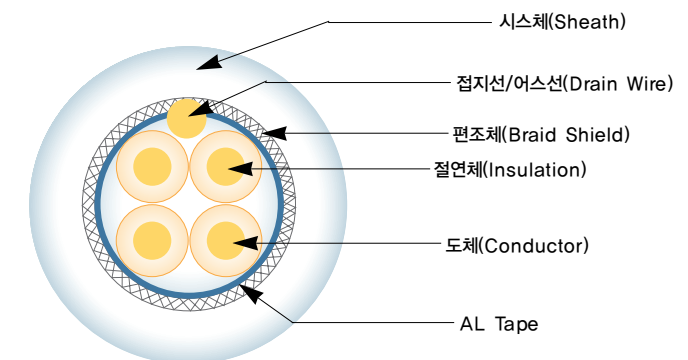 시스체(Sheath)
접지선/어스선(Drain Wire)
편조체(Braid Shield)
절연체(Insulation)
도체(Conductor)
AL Tape